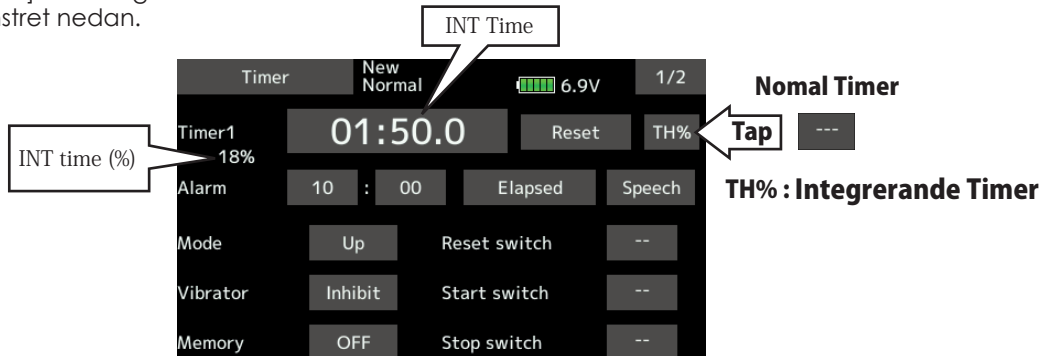 nstret nedan.
INT Time
Timer
New
Normal
6.9V
1/2
Nomal Timer
Timer1
01:50.0
Reset
TH%
Tap
---
INT time (%)
18%
Alarm
10 : 00
Elapsed
Speech
TH% : Integrerande Timer
Mode
Up
Reset switch
--
Vibrator
Inhibit
Start switch
--
Memory
OFF
Stop switch
--